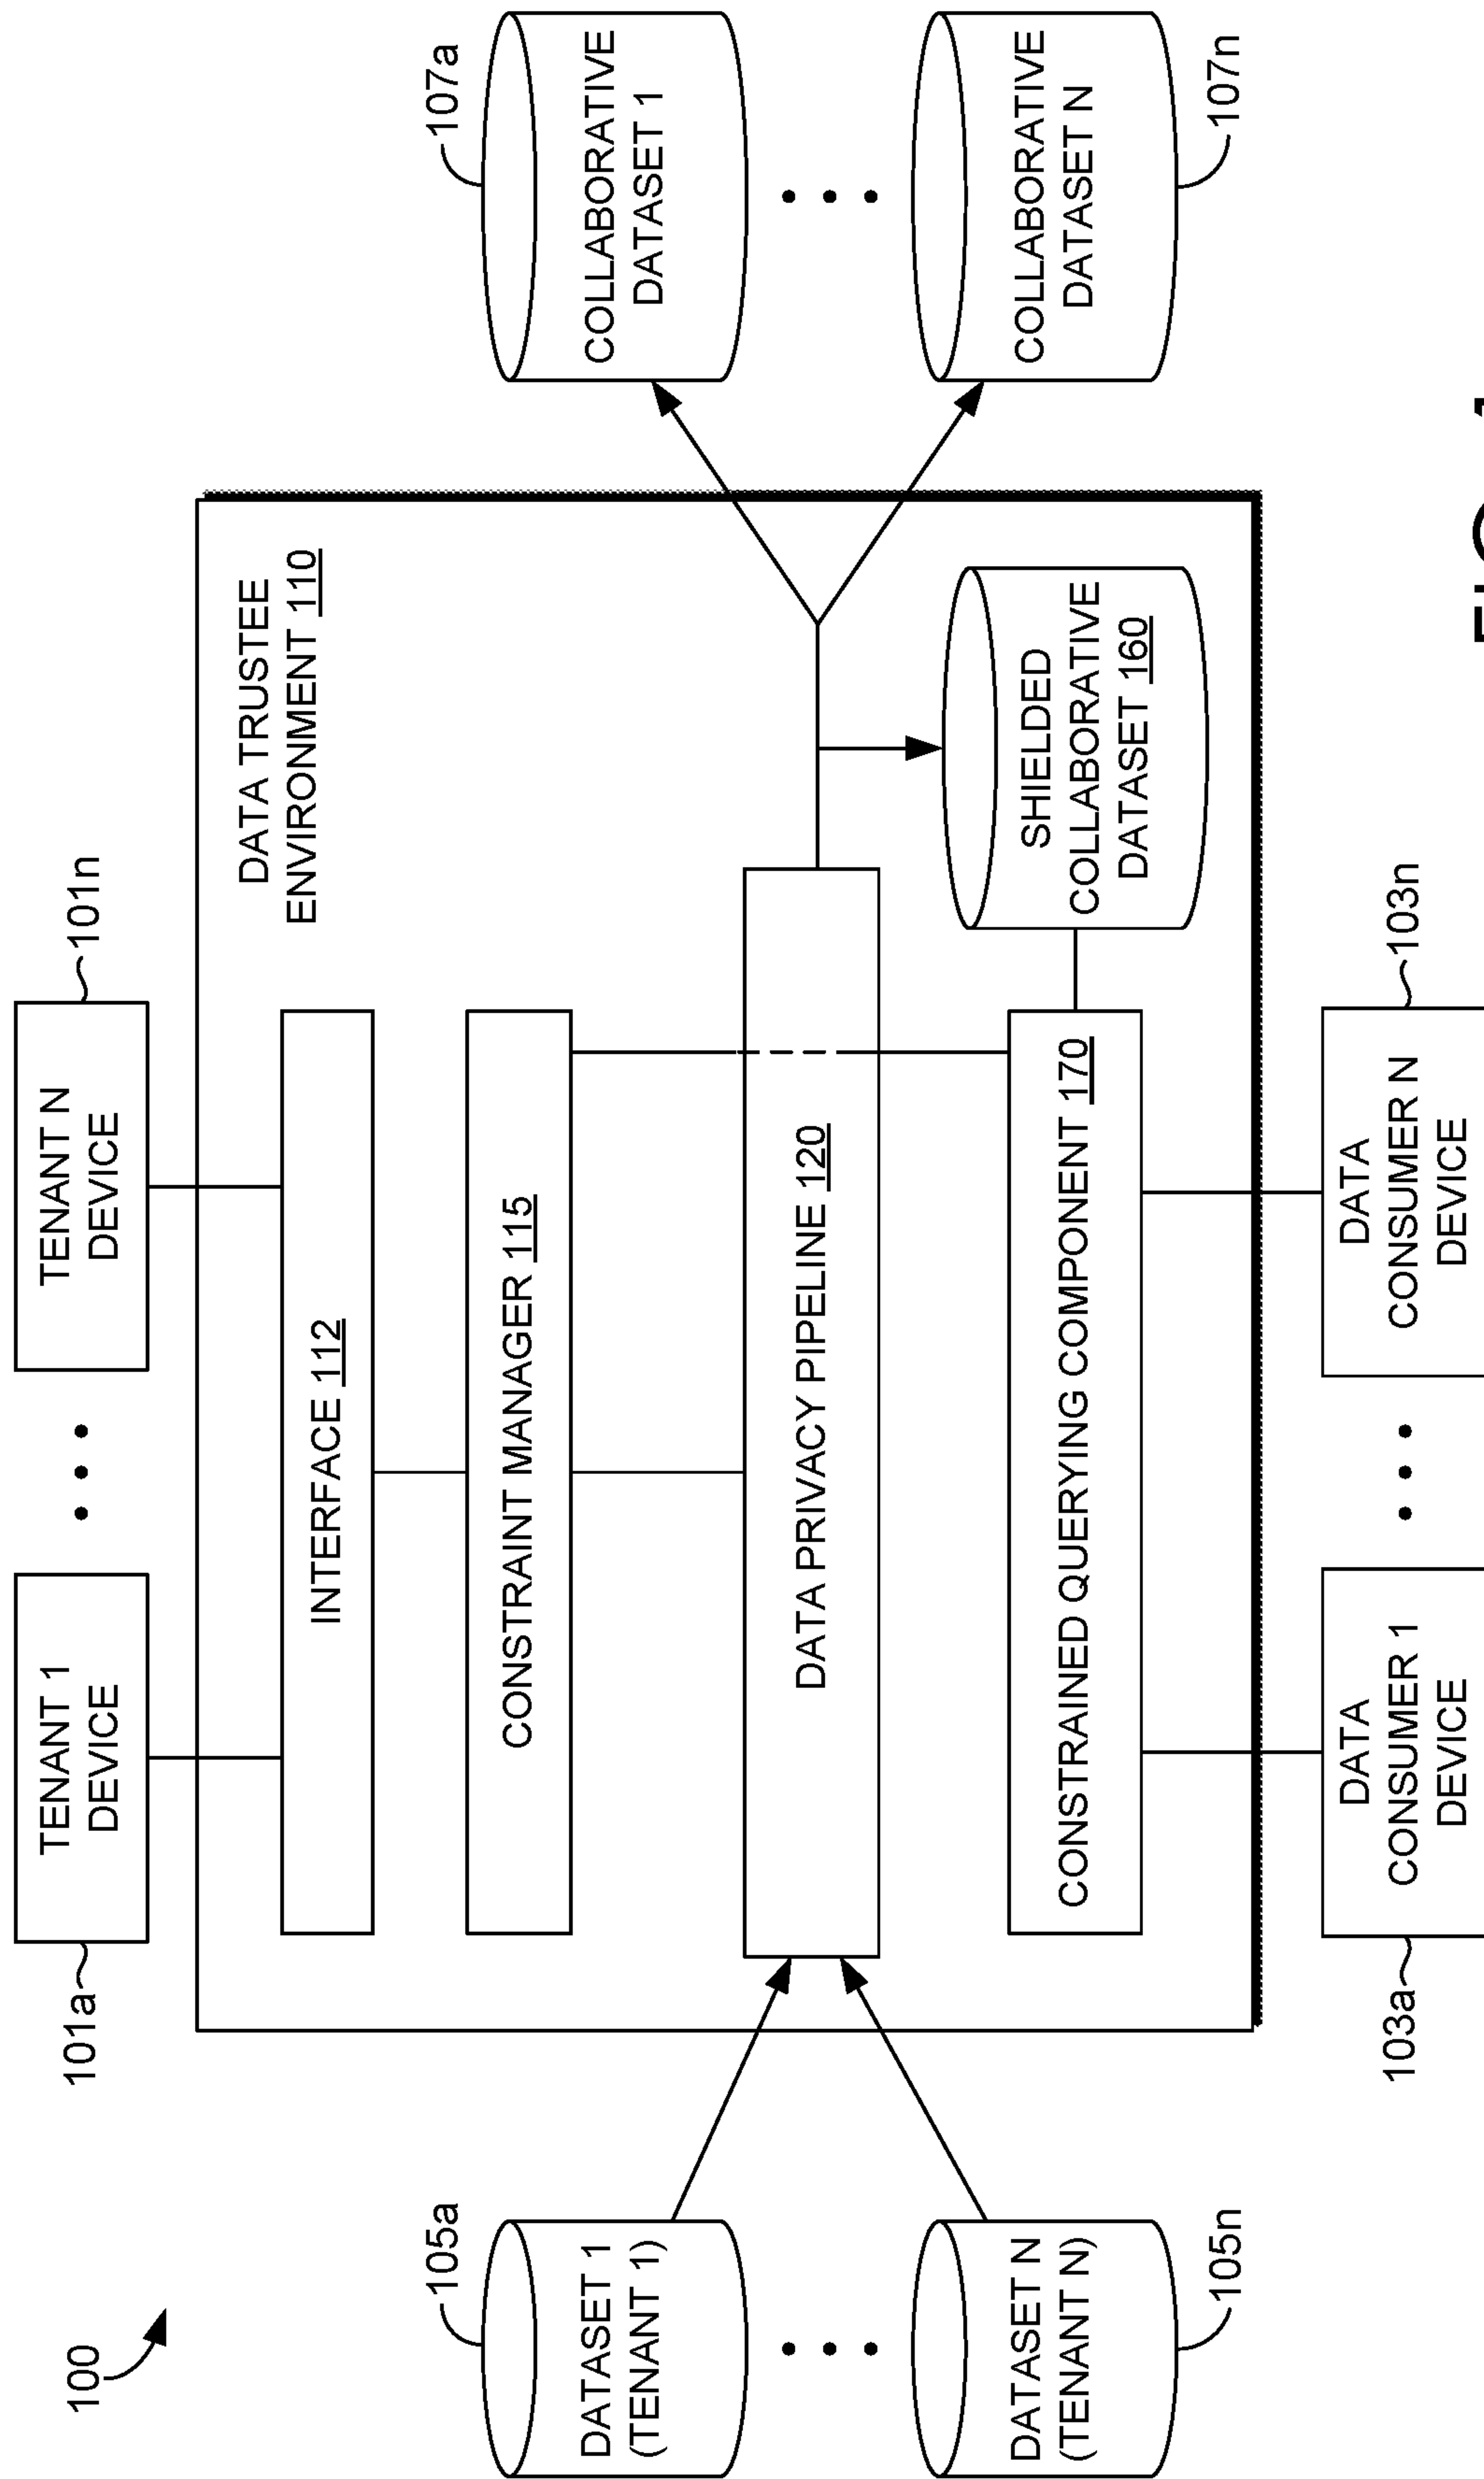 100
101a
TENANT 1
DEVICE
TENANT N
DEVICE
101n
DATA TRUSTEE
ENVIRONMENT 110
INTERFACE 112
CONSTRAINT MANAGER 115
DATA PRIVACY PIPELINE 120
CONSTRAINED QUERYING COMPONENT 170
SHIELDED
COLLABORATIVE
DATASET 160
105a
DATASET 1
(TENANT 1)
DATASET N
(TENANT N)
105n
107a
COLLABORATIVE
DATASET 1
COLLABORATIVE
DATASET N
107n
103a
DATA
CONSUMER 1
DEVICE
DATA
CONSUMER N
DEVICE
103n